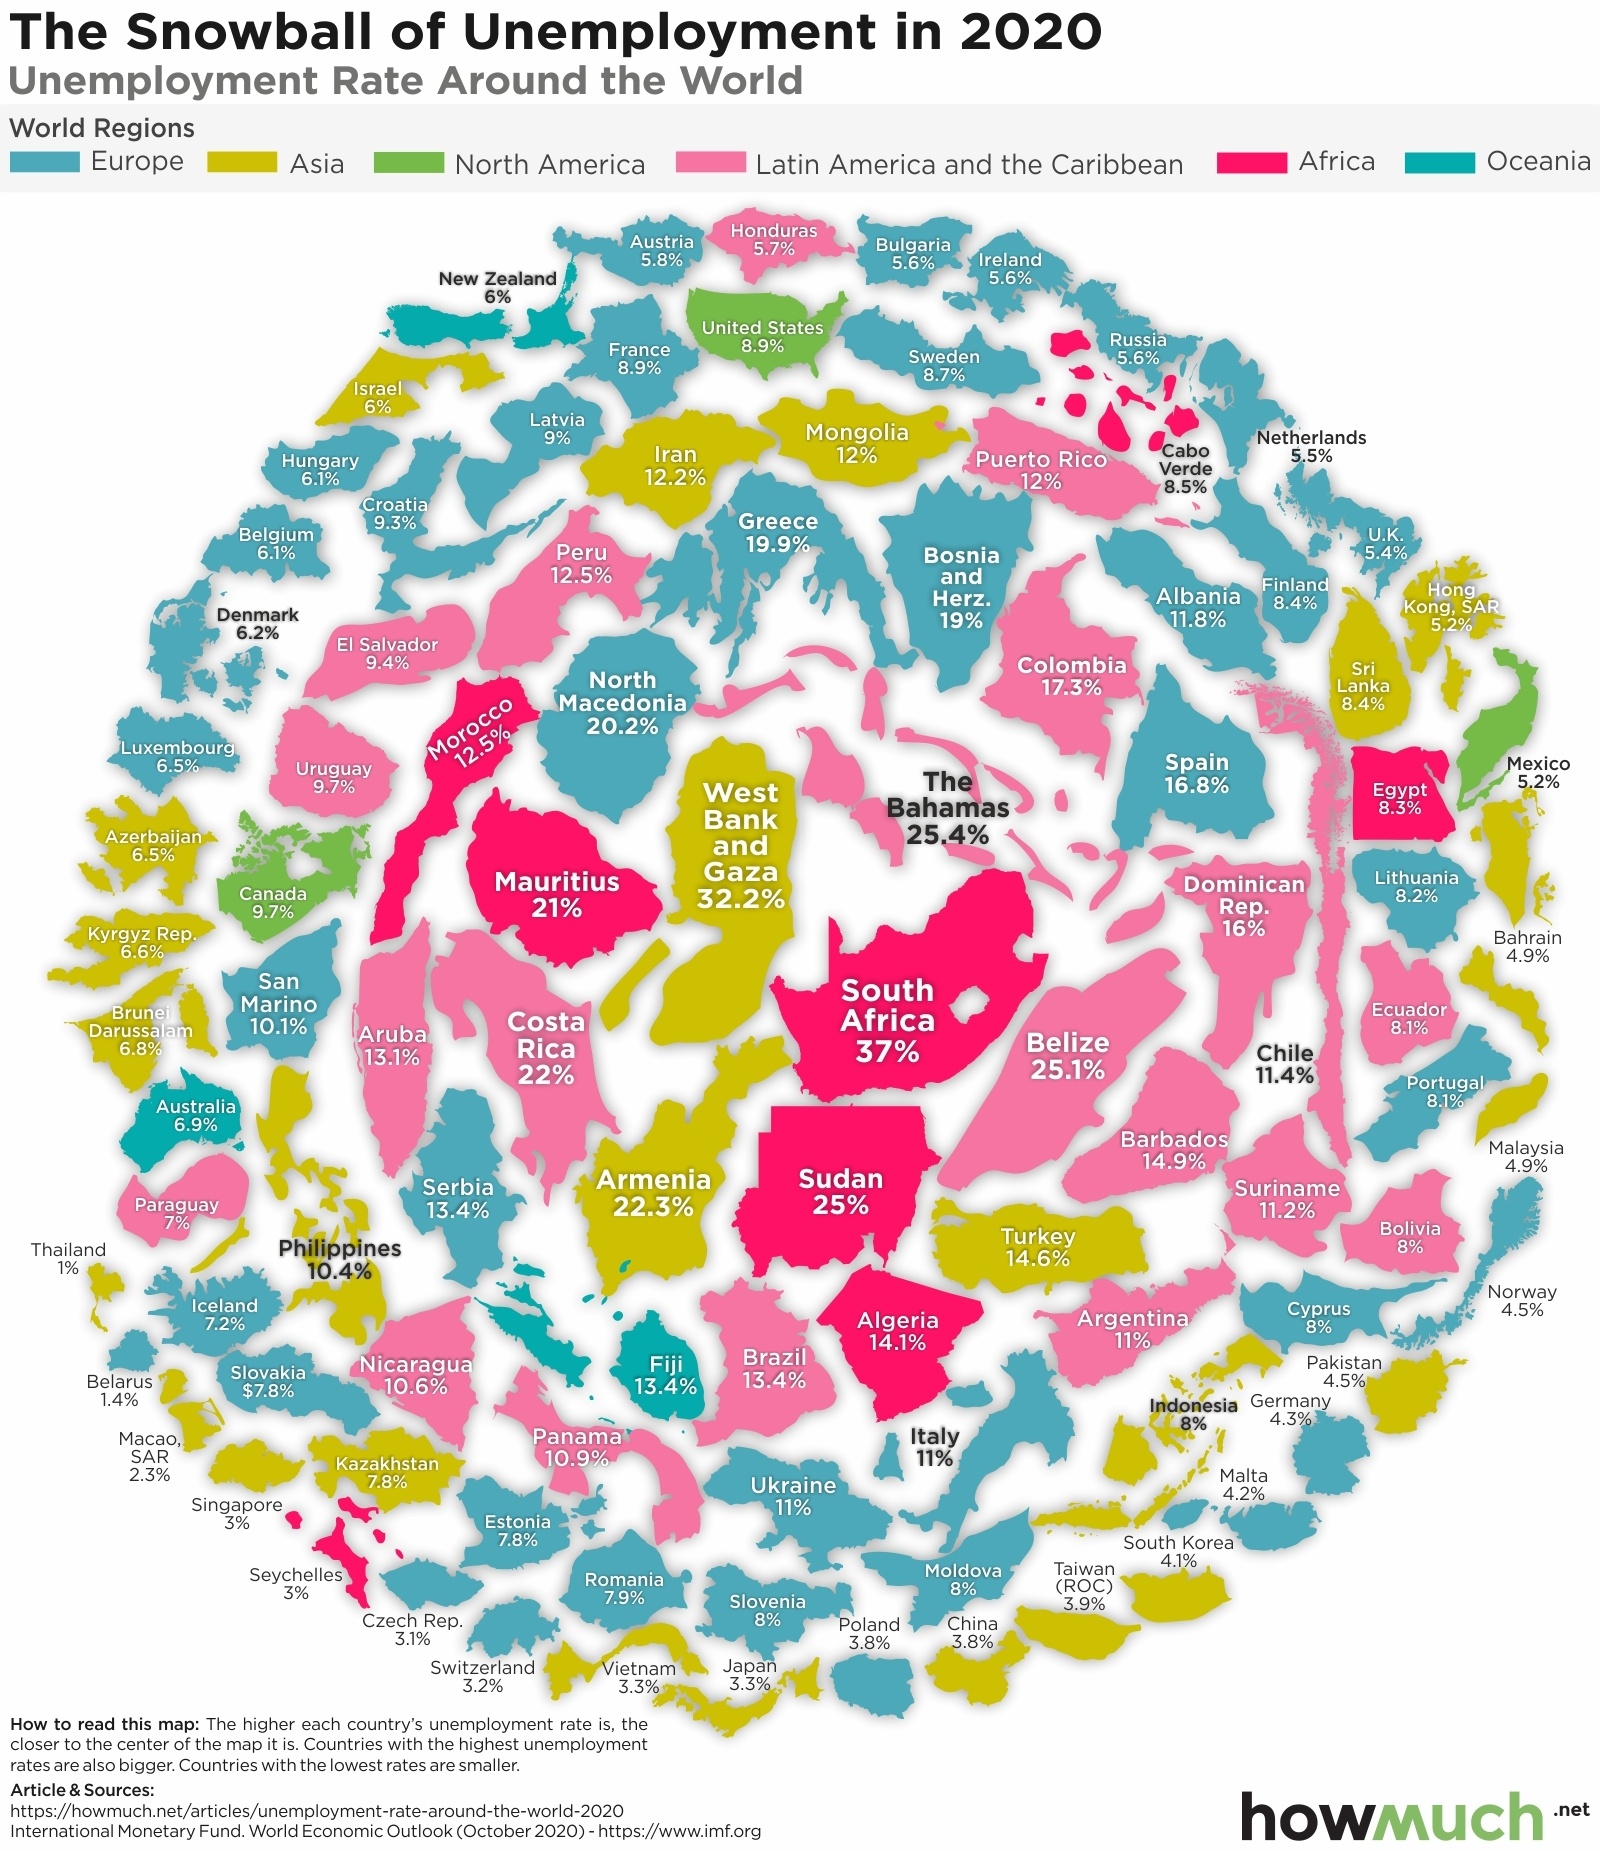 The Snowball of Unemployment in 2020
Unemployment Rate Around the World
World Regions
Europe
Asia
North America
Latin America and the Caribbean
Africa
Oceania
Austria
5.8%
Honduras
5.7%
Bulgaria
5.6%
Ireland
5.6%
New Zealand
6%
United States
8.9%
France
8.9%
Sweden
8.7%
Russia
5.6%
Israel
6%
Latvia
9%
Iran
12.2%
Mongolia
12%
Puerto Rico
12%
Cabo
Verde
8.5%
Netherlands
5.5%
Hungary
6.1%
Croatia
9.3%
Belgium
6.1%
Peru
12.5%
Greece
19.9%
Bosnia
and
Herz.
19%
Albania
11.8%
Finland
8.4%
U.K.
5.4%
Hong
Kong, SAR
5.2%
Denmark
6.2%
El Salvador
9.4%
North
Macedonia
20.2%
Colombia
17.3%
Sri
Lanka
8.4%
Luxembourg
6.5%
Uruguay
9.7%
Morocco
12.5%
West
Bank
and
Gaza
32.2%
The
Bahamas
25.4%
Spain
16.8%
Egypt
8.3%
Mexico
5.2%
Azerbaijan
6.5%
Canada
9.7%
Mauritius
21%
Dominican
Rep.
16%
Lithuania
8.2%
Bahrain
4.9%
Kyrgyz Rep.
6.6%
San
Marino
10.1%
Brunei
Darussalam
6.8%
Aruba
13.1%
Costa
Rica
22%
South
Africa
37%
Belize
25.1%
Chile
11.4%
Ecuador
8.1%
Portugal
8.1%
Malaysia
4.9%
Australia
6.9%
Serbia
13.4%
Armenia
22.3%
Sudan
25%
Barbados
14.9%
Suriname
11.2%
Bolivia
8%
Paraguay
7%
Philippines
10.4%
Turkey
14.6%
Thailand
1%
Iceland
7.2%
Algeria
14.1%
Argentina
11%
Cyprus
8%
Norway
4.5%
Belarus
1.4%
Slovakia
$7.8%
Nicaragua
10.6%
Fiji
13.4%
Brazil
13.4%
Pakistan
4.5%
Indonesia
8%
Germany
4.3%
Macao,
SAR
2.3%
Kazakhstan
7.8%
Panama
10.9%
Italy
11%
Ukraine
11%
Malta
4.2%
Singapore
3%
Estonia
7.8%
South Korea
4.1%
Seychelles
3%
Romania
7.9%
Slovenia
8%
Moldova
8%
Taiwan
(ROC)
3.9%
Czech Rep.
3.1%
Poland
3.8%
China
3.8%
Switzerland
3.2%
Vietnam
3.3%
Japan
3.3%
How to read this map: The higher each country's unemployment rate is, the
closer to the center of the map it is. Countries with the highest unemployment
rates are also bigger. Countries with the lowest rates are smaller.
Article & Sources:
https://howmuch.net/articles/unemployment-rate-around-the-world-2020
International Monetary Fund. World Economic Outlook (October 2020) - https://www.imf.org
howmuch.net